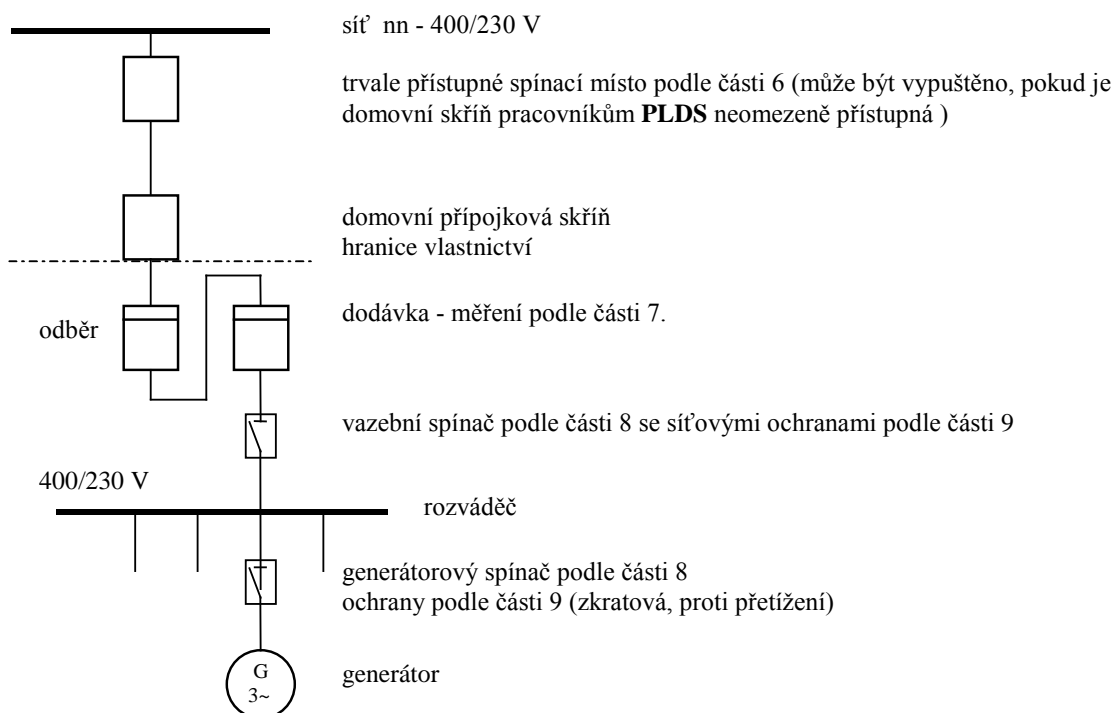 síť nn - 400/230 V
trvale přístupné spínací místo podle části 6 (může být vypuštěno, pokud je
domovní skříň pracovníkům PLDS neomezeně přístupná )
domovní přípojková skříň
hranice vlastnictví
odběr
dodávka - měření podle části 7.
vazební spínač podle části 8 se síťovými ochranami podle části 9
400/230 V
rozváděč
generátorový spínač podle části 8
ochrany podle části 9 (zkratová, proti přetížení)
G
3~
generátor